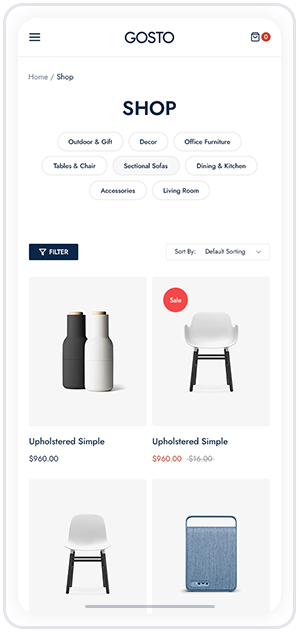 GOSTO
0
Home / Shop
SHOP
Outdoor & Gift Decor Office Furniture
Tables & Chair Sectional Sofas Dining & Kitchen
Accessories Living Room
FILTER Sort By: Default Sorting
Sale
Upholstered Simple Upholstered Simple
$960.00 $960.00 $16.00